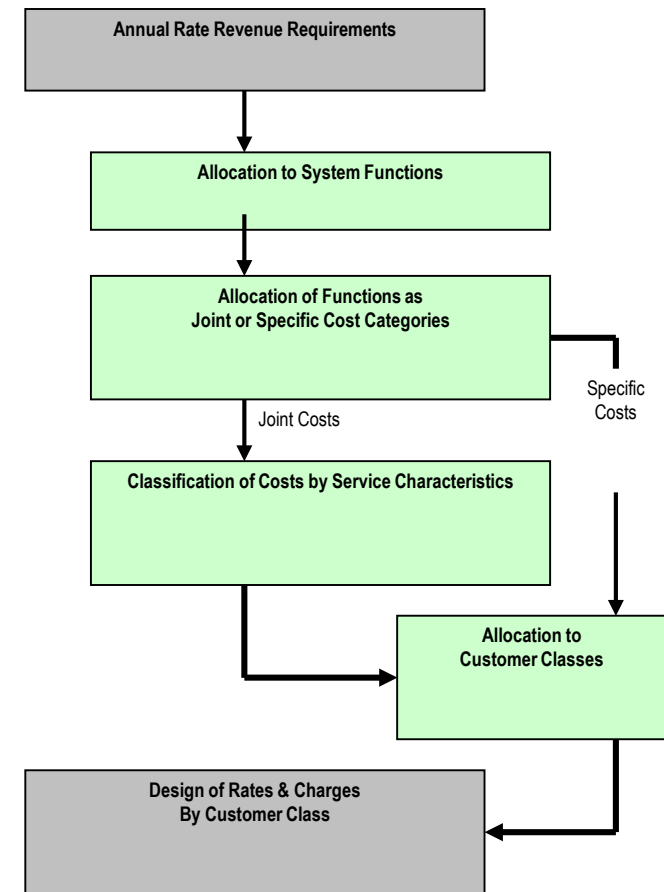 Annual Rate Revenue Requirements
Allocation to System Functions
Allocation of Functions as
Joint or Specific Cost Categories
Specific
Costs
Joint Costs
Classification of Costs by Service Characteristics
Allocation to
Customer Classes
Design of Rates & Charges
By Customer Class